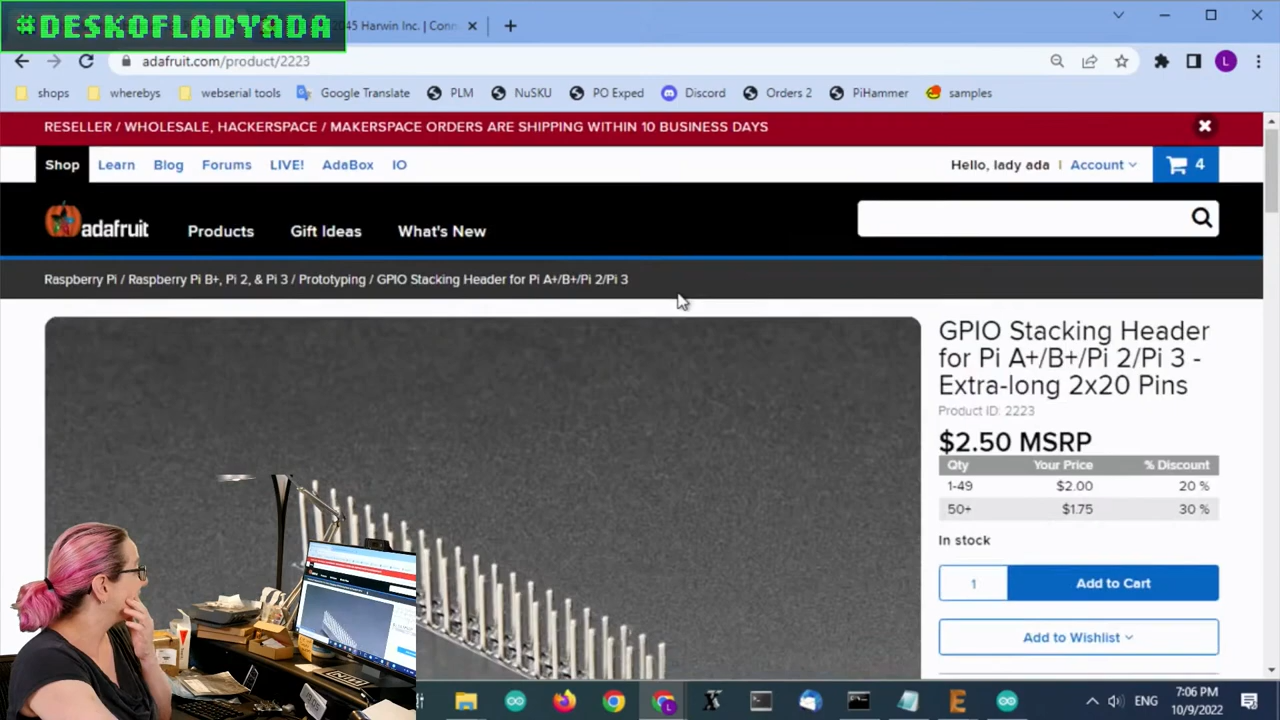 #DESKOFLADYADA
2045 Harwin Inc. | Conn
adafruit.com/product/2223
shops
wherebys
webserial tools
Google Translate
PLM
NuSKU
PO Exped
Discord
Orders 2
PiHammer
samples
RESELLER / WHOLESALE, HACKERSPACE / MAKERSPACE ORDERS ARE SHIPPING WITHIN 10 BUSINESS DAYS
Shop Learn Blog Forums LIVE! AdaBox IO
Hello, lady ada | Account
4
adafruit
Products Gift Ideas What's New
Raspberry Pi / Raspberry Pi B+, Pi 2, & Pi 3 / Prototyping / GPIO Stacking Header for Pi A+/B+/Pi 2/Pi 3
GPIO Stacking Header
for Pi A+/B+/Pi 2/Pi 3 -
Extra-long 2x20 Pins
Product ID: 2223
$2.50 MSRP
Qty Your Price % Discount
1-49 $2.00 20 %
50+ $1.75 30 %
In stock
1 Add to Cart
Add to Wishlist
ENG
7:06 PM
10/9/2022